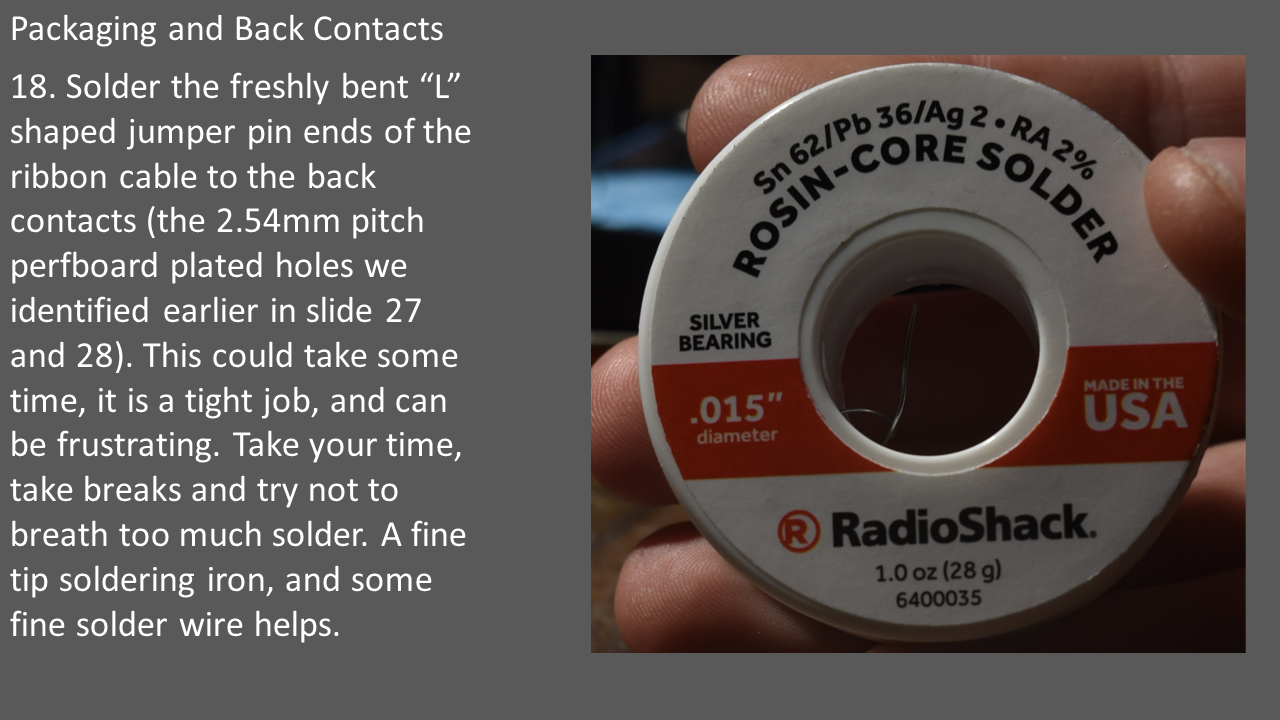 Packaging and Back Contacts
18. Solder the freshly bent “L”
shaped jumper pin ends of the
ribbon cable to the back
contacts (the 2.54mm pitch
perfboard plated holes we
identified earlier in slide 27
and 28). This could take some
time, it is a tight job, and can
be frustrating. Take your time,
take breaks and try not to
breath too much solder. A fine
tip soldering iron, and some
fine solder wire helps.
Sn 62/Pb 36/Ag 2 • RA 2%
ROSIN-CORE SOLDER
SILVER
BEARING
.015”
diameter
MADE IN THE
USA
R RadioShack.
1.0 oz (28 g)
6400035